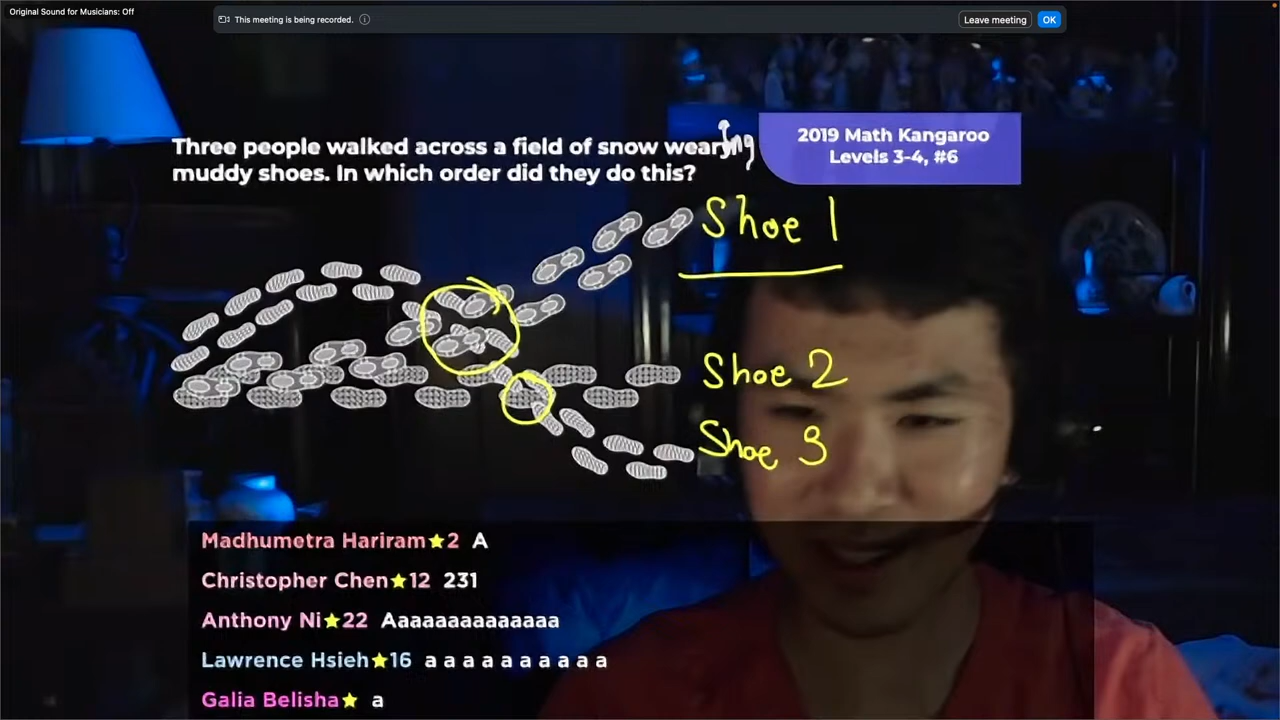 Original Sound for Musicians: Off
This meeting is being recorded.
Leave meeting
OK
Three people walked across a field of snow wearing
muddy shoes. In which order did they do this?
2019 Math Kangaroo
Levels 3-4, #6
Shoe 1
Shoe 2
Shoe 3
Madhumetra Hariram★2 A
Christopher Chen★12 231
Anthony Ni★22 Aaaaaaaaaaaaa
Lawrence Hsieh★16 a a a a a a a a a a
Galia Belisha★ a